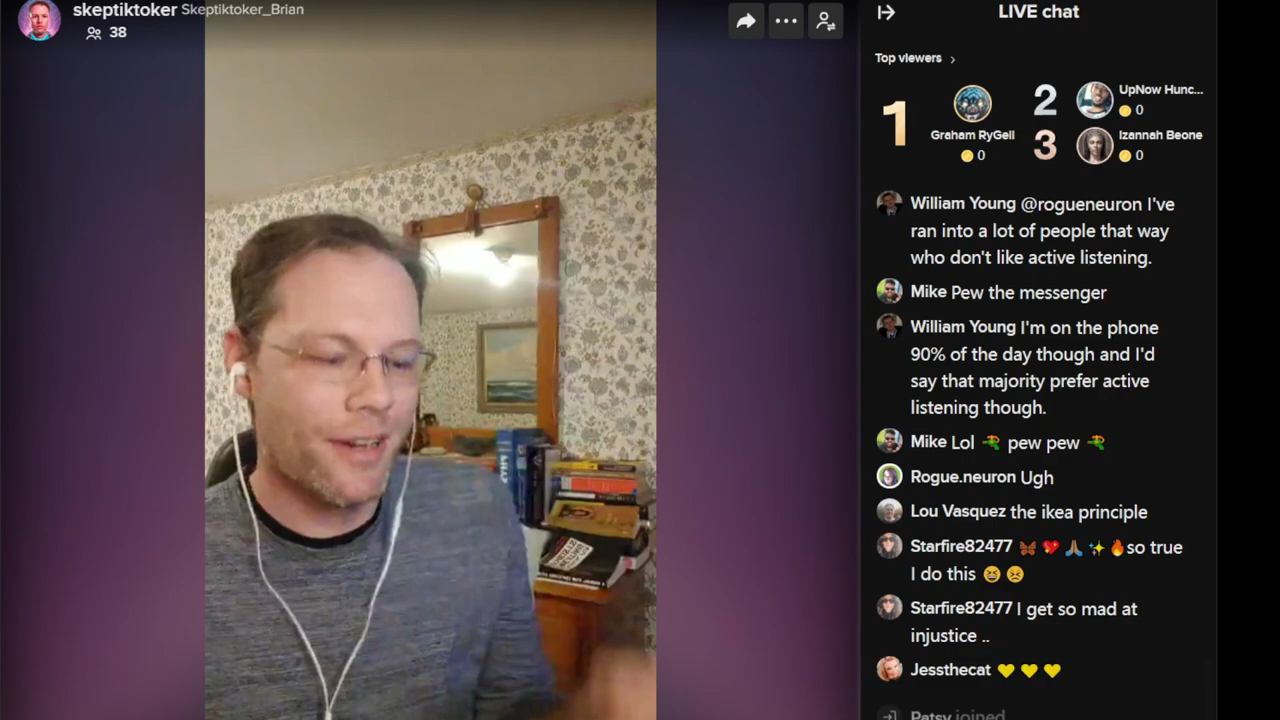 skeptiktoker Skeptiktoker_Brian
38
LIVE chat
Top viewers >
1
Graham RyGell
0
2
UpNow Hunc...
0
3
Izannah Beone
0
William Young @rogueneuron I've
ran into a lot of people that way
who don't like active listening.
Mike Pew the messenger
William Young I'm on the phone
90% of the day though and I'd
say that majority prefer active
listening though.
Mike Lol 🔫 pew pew 🔫
Rogue.neuron Ugh
Lou Vasquez the ikea principle
Starfire82477 🦋 💖 🙏🏾 ✨ 🔥so true
I do this 😆 😣
Starfire82477 I get so mad at
injustice ..
Jessthecat 💛 💛 💛
Patsy joined